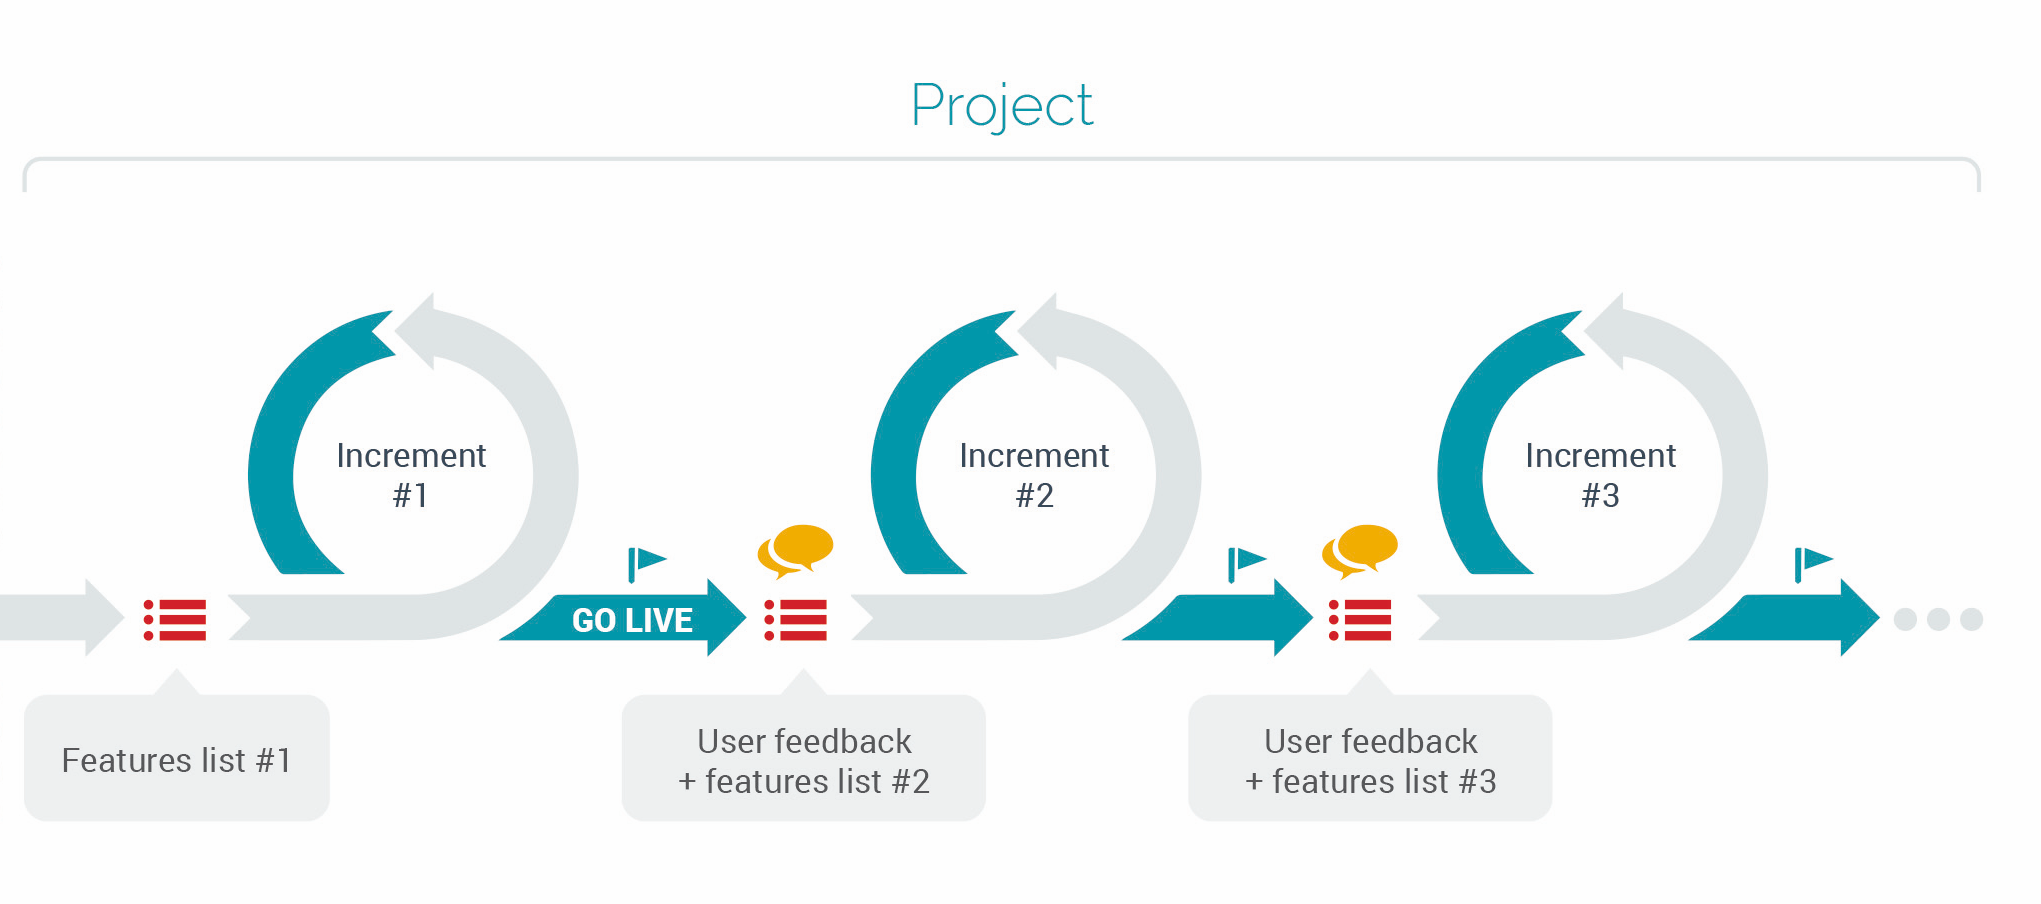 Project
Increment
#1
Increment
#2
Increment
#3
GO LIVE
Features list #1
User feedback
+ features list #2
User feedback
+ features list #3